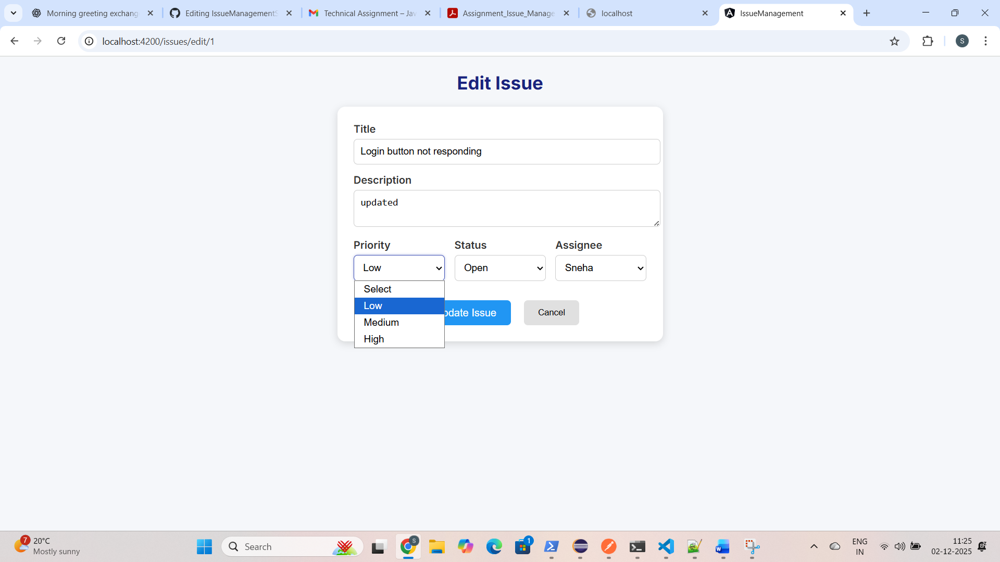 Morning greeting exchang
Editing IssueManagementS
Technical Assignment – Jav
Assignment_Issue_Manage
localhost
IssueManagement
localhost:4200/issues/edit/1
S
Edit Issue
Title
Login button not responding
Description
updated
Priority
Status
Assignee
Low
Open
Sneha
Select
Low
Medium
High
pdate Issue
Cancel
7
20°C
Mostly sunny
Search
S
1
ENG
IN
11:25
02-12-2025